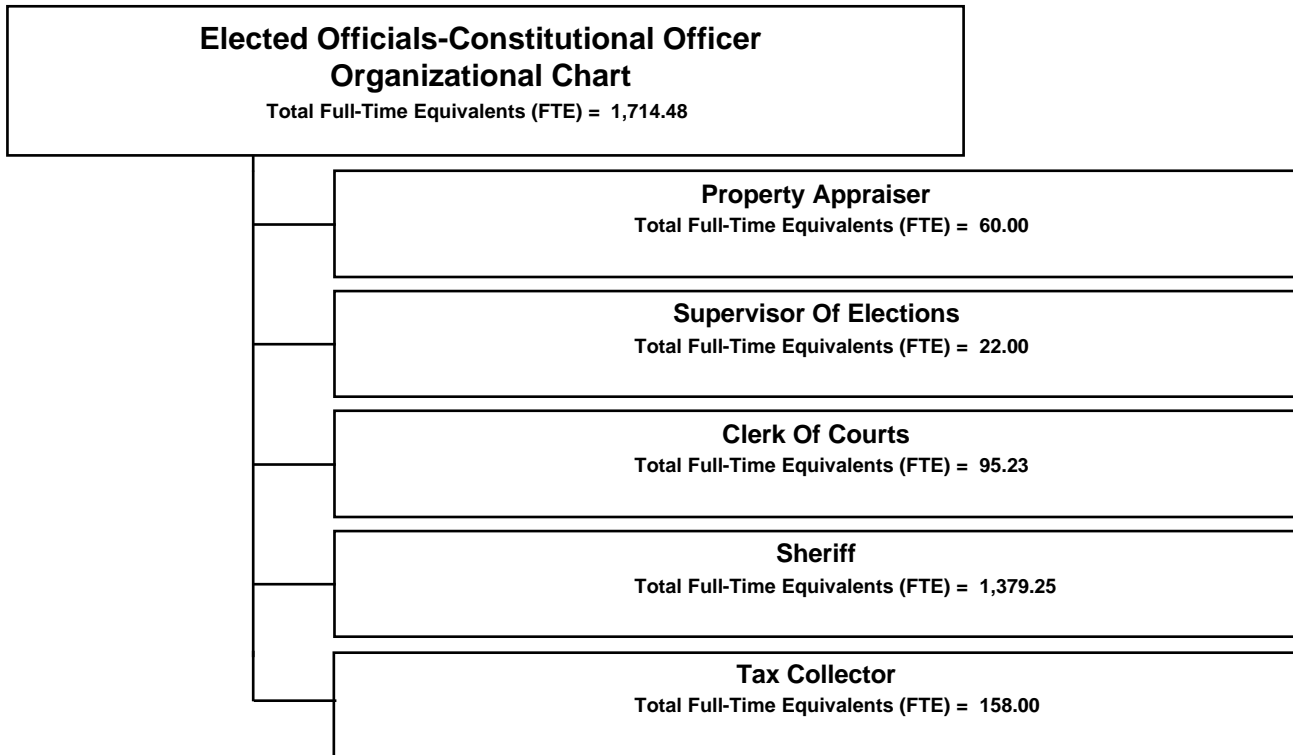 Elected Officials-Constitutional Officer
Organizational Chart
Total Full-Time Equivalents (FTE) = 1,714.48
Property Appraiser
Total Full-Time Equivalents (FTE) = 60.00
Supervisor Of Elections
Total Full-Time Equivalents (FTE) = 22.00
Clerk Of Courts
Total Full-Time Equivalents (FTE) = 95.23
Sheriff
Total Full-Time Equivalents (FTE) = 1,379.25
Tax Collector
Total Full-Time Equivalents (FTE) = 158.00